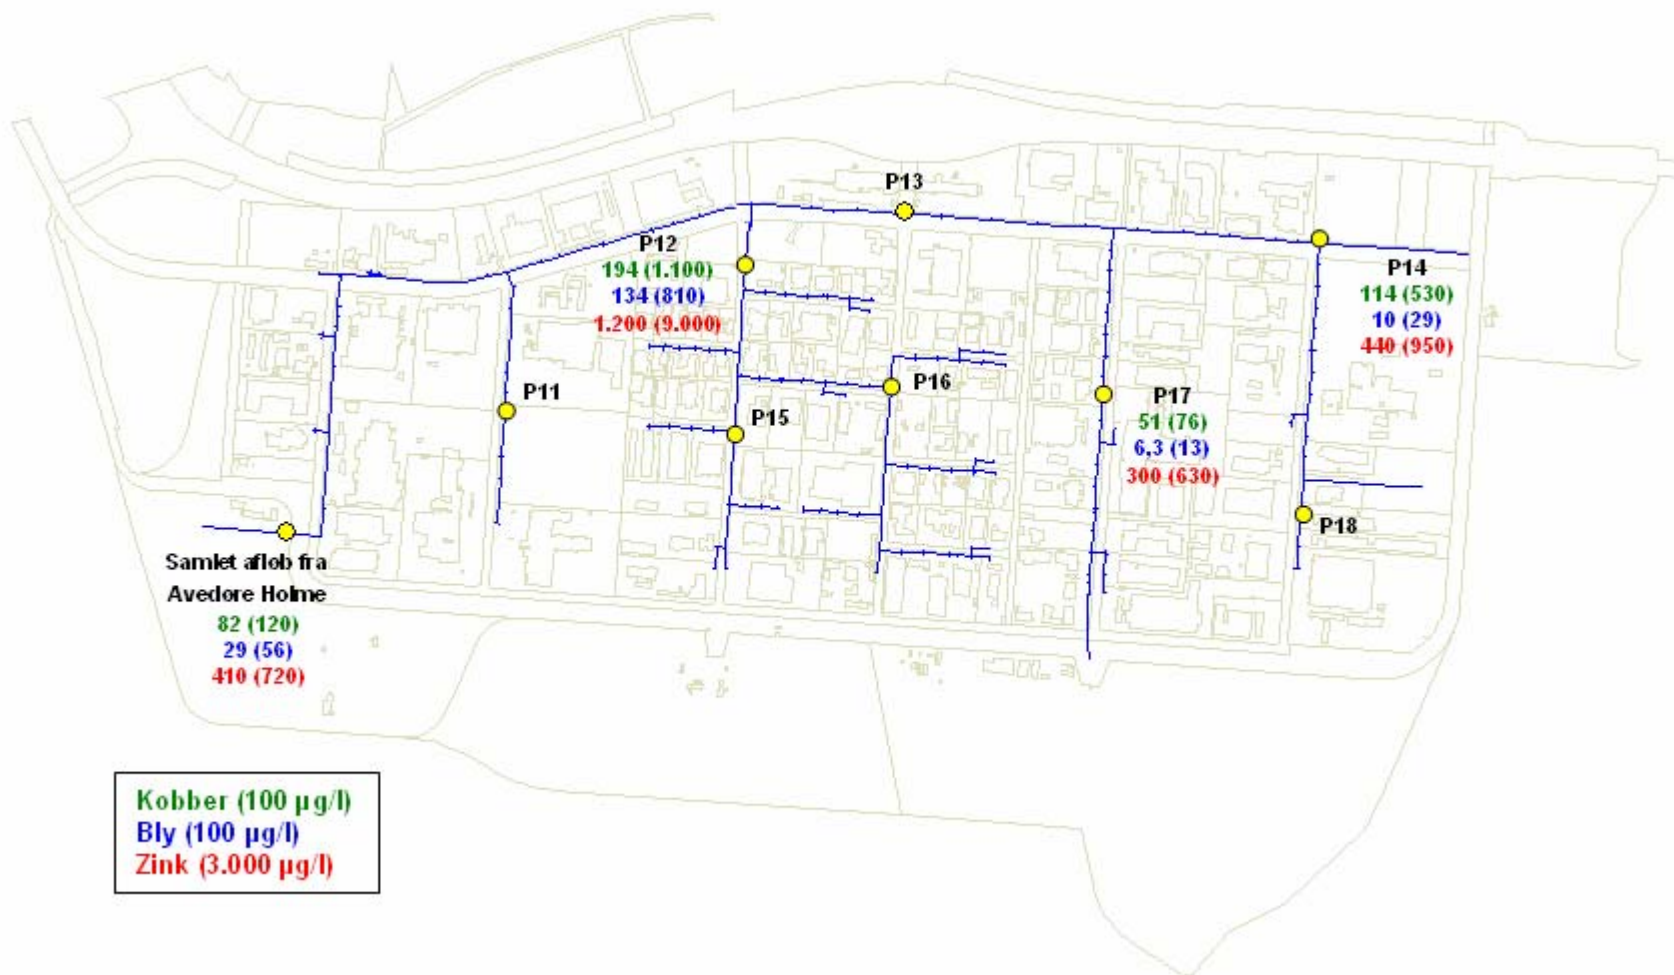 P13
P12
194 (1.100)
134 (810)
1.200 (9.000)
P14
114 (530)
10 (29)
440 (950)
P11
P15
P16
P17
51 (76)
6,3 (13)
300 (630)
P18
Samlet afløb fra
Avedøre Holme
82 (120)
29 (56)
410 (720)
Kobber (100 µg/l)
Bly (100 µg/l)
Zink (3.000 µg/l)